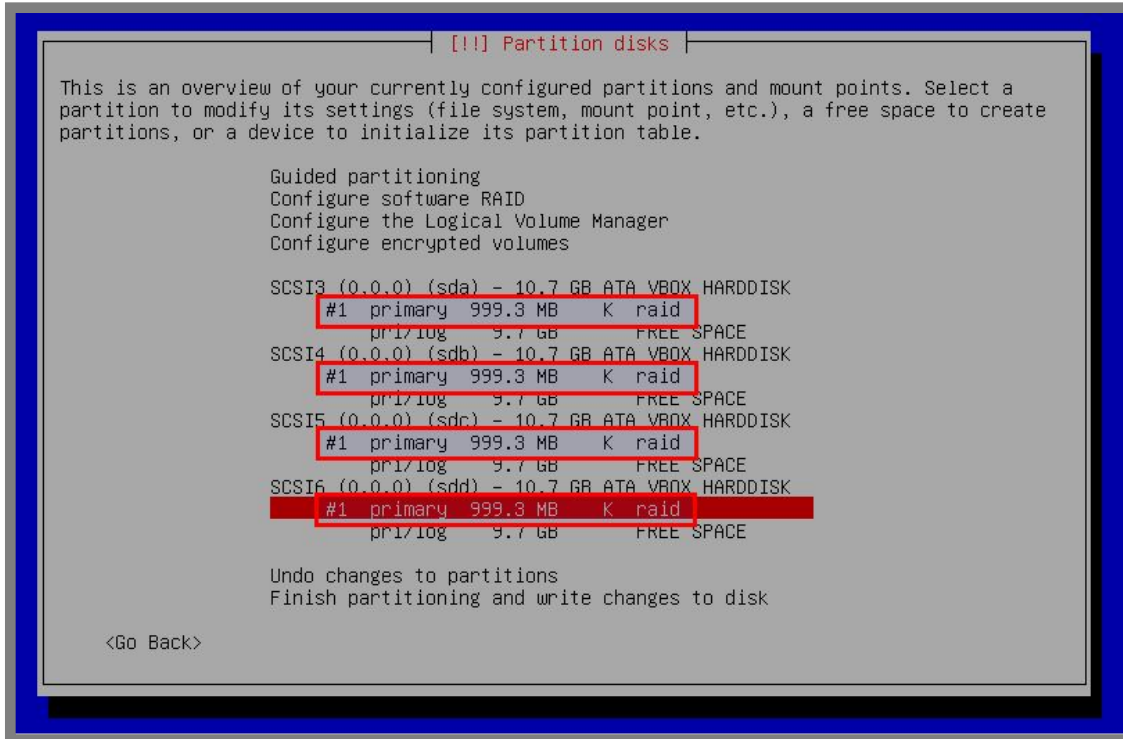 [!!] Partition disks
This is an overview of your currently configured partitions and mount points. Select a
partition to modify its settings (file system, mount point, etc.), a free space to create
partitions, or a device to initialize its partition table.
Guided partitioning
Configure software RAID
Configure the Logical Volume Manager
Configure encrypted volumes
SCSI3 (0,0,0) (sda) - 10.7 GB ATA VBOX HARDDISK
#1 primary 999.3 MB K raid
pri/log 9.7 GB FREE SPACE
SCSI4 (0,0,0) (sdb) - 10.7 GB ATA VBOX HARDDISK
#1 primary 999.3 MB K raid
pri/log 9.7 GB FREE SPACE
SCSI5 (0,0,0) (sdc) - 10.7 GB ATA VBOX HARDDISK
#1 primary 999.3 MB K raid
pri/log 9.7 GB FREE SPACE
SCSI6 (0,0,0) (sdd) - 10.7 GB ATA VBOX HARDDISK
#1 primary 999.3 MB K raid
pri/log 9.7 GB FREE SPACE
Undo changes to partitions
Finish partitioning and write changes to disk
<Go Back>